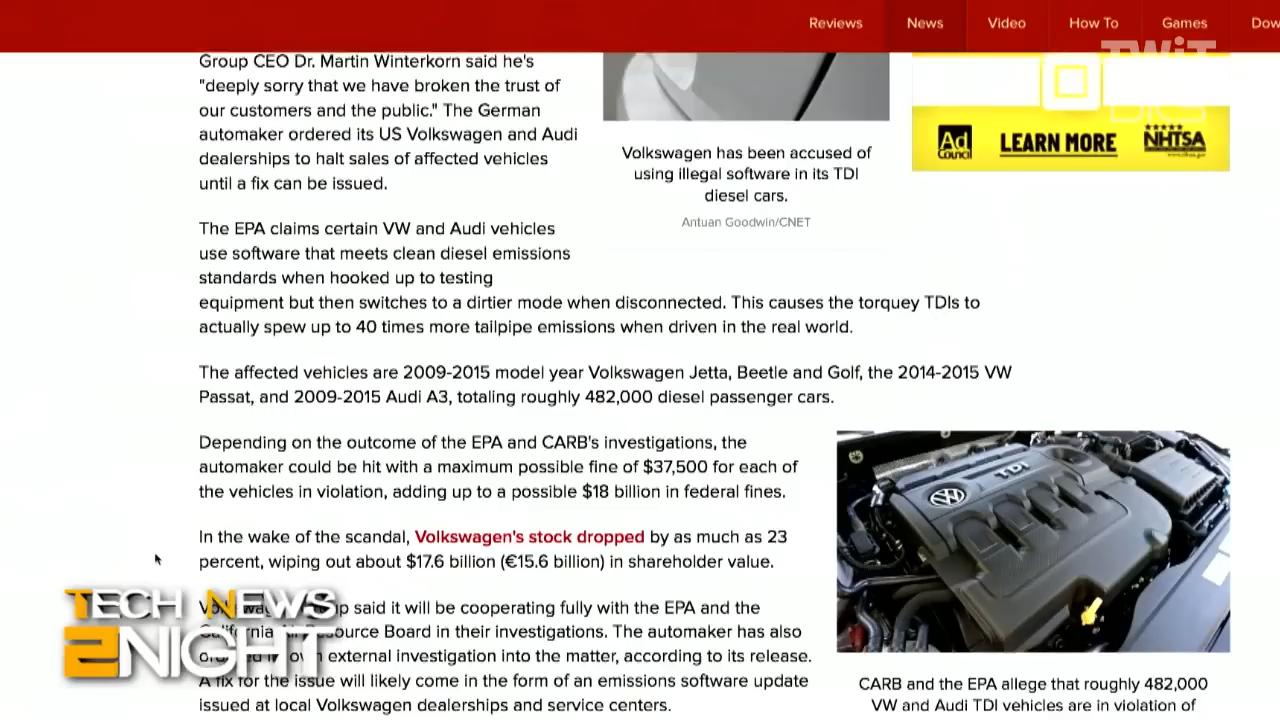 Reviews News Video How To Games
TWiT
Group CEO Dr. Martin Winterkorn said he's
"deeply sorry that we have broken the trust of
our customers and the public." The German
automaker ordered its US Volkswagen and Audi
dealerships to halt sales of affected vehicles
until a fix can be issued.
Volkswagen has been accused of
using illegal software in its TDI
diesel cars.
Antuan Goodwin/CNET
Ad
Council
LEARN MORE
NHTSA
The EPA claims certain VW and Audi vehicles
use software that meets clean diesel emissions
standards when hooked up to testing
equipment but then switches to a dirtier mode when disconnected. This causes the torquey TDIs to
actually spew up to 40 times more tailpipe emissions when driven in the real world.
The affected vehicles are 2009-2015 model year Volkswagen Jetta, Beetle and Golf, the 2014-2015 VW
Passat, and 2009-2015 Audi A3, totaling roughly 482,000 diesel passenger cars.
Depending on the outcome of the EPA and CARB's investigations, the
automaker could be hit with a maximum possible fine of $37,500 for each of
the vehicles in violation, adding up to a possible $18 billion in federal fines.
In the wake of the scandal, Volkswagen's stock dropped by as much as 23
percent, wiping out about $17.6 billion (€15.6 billion) in shareholder value.
said it will be cooperating fully with the EPA and the
Resource Board in their investigations. The automaker has also
external investigation into the matter, according to its release.
A fix for the issue will likely come in the form of an emissions software update
issued at local Volkswagen dealerships and service centers.
TDI
CARB and the EPA allege that roughly 482,000
VW and Audi TDI vehicles are in violation of
TECH NEWS
2NIGHT